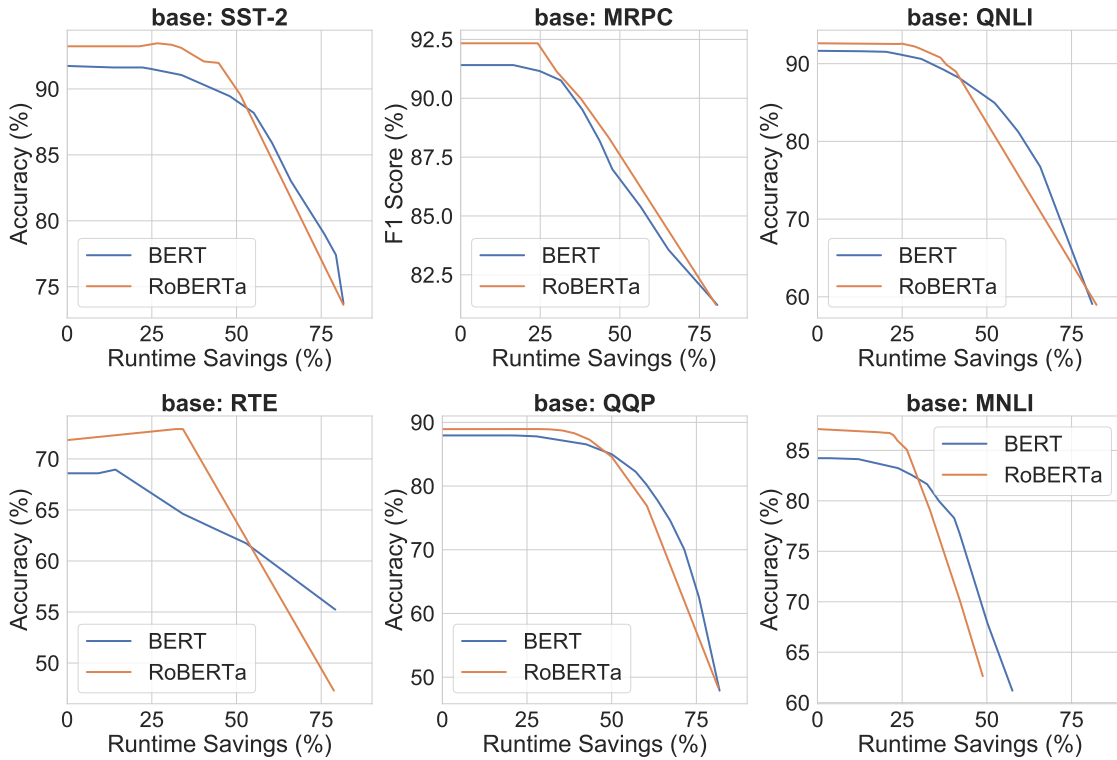 base: SST-2
Accuracy (%)
90
85
80
75
BERT
RoBERTa
0 25 50 75
Runtime Savings (%)
base: MRPC
F1 Score (%)
92.5
90.0
87.5
85.0
82.5
BERT
RoBERTa
0 25 50 75
Runtime Savings (%)
base: QNLI
Accuracy (%)
90
80
70
60
BERT
RoBERTa
0 25 50 75
Runtime Savings (%)
base: RTE
Accuracy (%)
70
65
60
55
50
BERT
RoBERTa
0 25 50 75
Runtime Savings (%)
base: QQP
Accuracy (%)
90
80
70
60
50
BERT
RoBERTa
0 25 50 75
Runtime Savings (%)
base: MNLI
Accuracy (%)
85
80
75
70
65
60
BERT
RoBERTa
0 25 50 75
Runtime Savings (%)